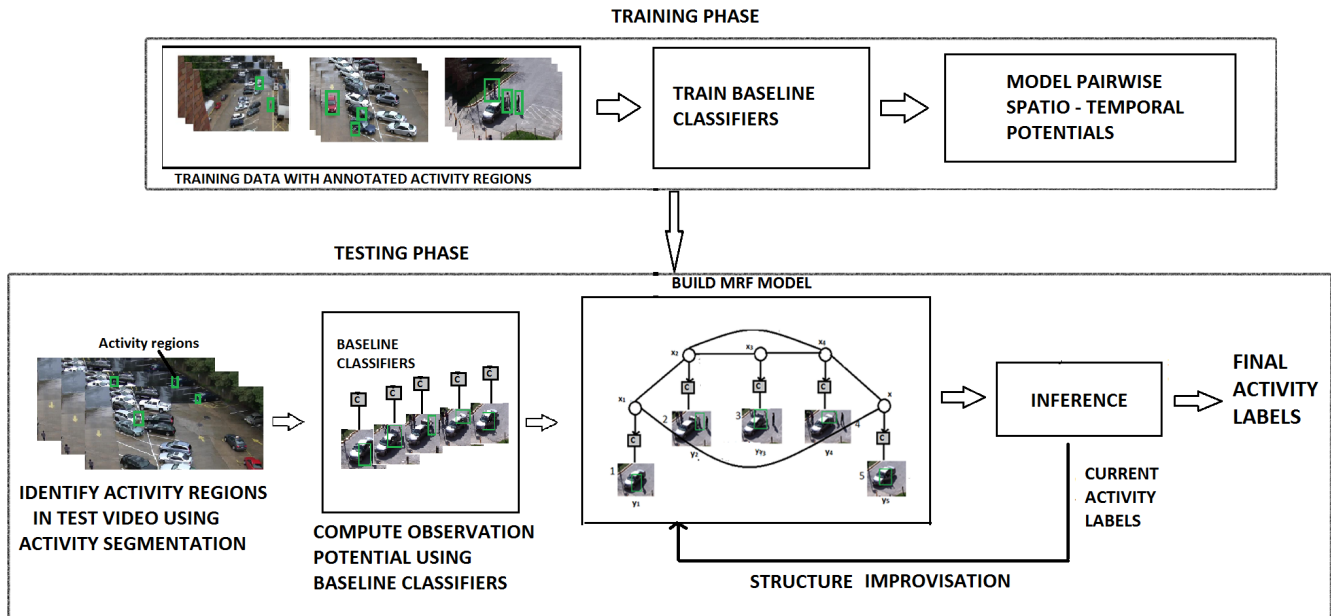 TRAINING PHASE
TRAIN BASELINE
CLASSIFIERS
MODEL PAIRWISE
SPATIO - TEMPORAL
POTENTIALS
TRAINING DATA WITH ANNOTATED ACTIVITY REGIONS
TESTING PHASE
BUILD MRF MODEL
Activity regions
IDENTIFY ACTIVITY REGIONS
IN TEST VIDEO USING
ACTIVITY SEGMENTATION
BASELINE
CLASSIFIERS
C C C C C
COMPUTE OBSERVATION
POTENTIAL USING
BASELINE CLASSIFIERS
x2 x3 x4
C C C
x1 x
2 3 4
C C
y2 yy3 y4
1 5
y1 y5
INFERENCE
FINAL
ACTIVITY
LABELS
CURRENT
ACTIVITY
LABELS
STRUCTURE IMPROVISATION